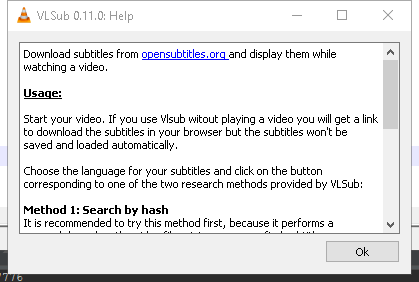 VLSub 0.11.0: Help
Download subtitles from opensubtitles.org and display them while
watching a video.
Usage:
Start your video. If you use Vlsub witout playing a video you will get a link
to download the subtitles in your browser but the subtitles won't be
saved and loaded automatically.
Choose the language for your subtitles and click on the button
corresponding to one of the two research methods provided by VLSub:
Method 1: Search by hash
It is recommended to try this method first, because it performs a
Ok